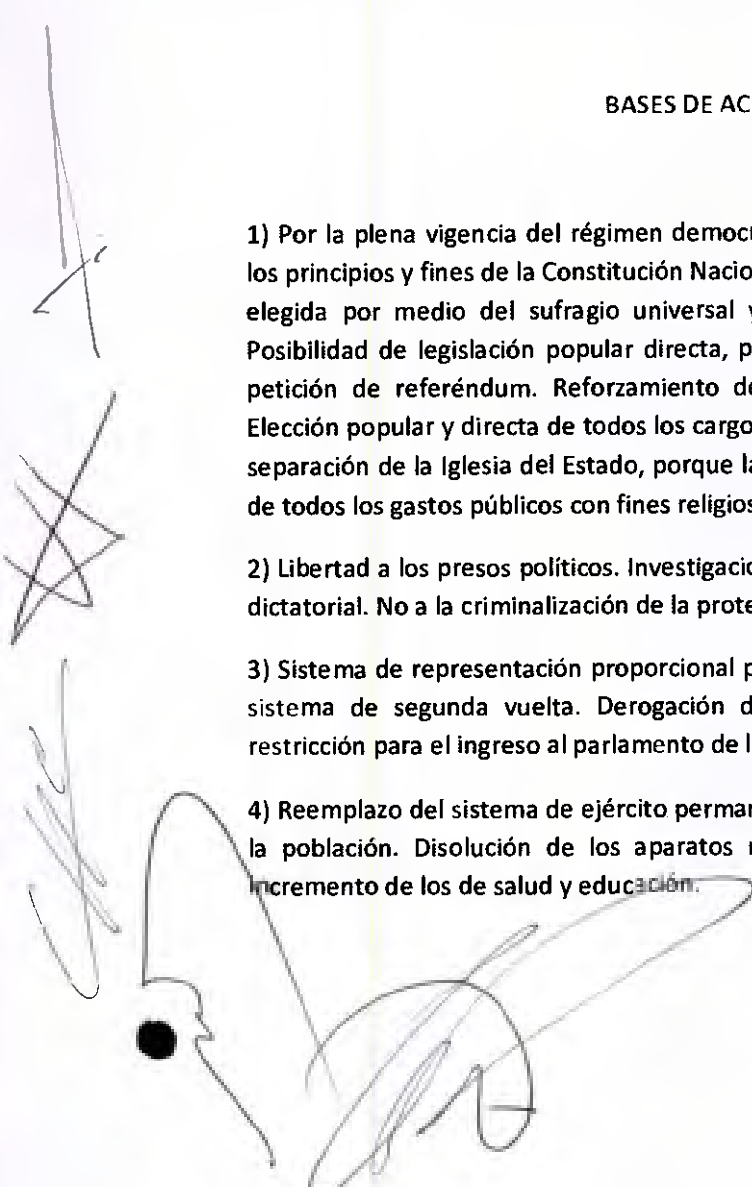 BASES DE AC
1) Por la plena vigencia del régimen democ
los principios y fines de la Constitución Nacio
elegida por medio del sufragio universal
Posibilidad de legislación popular directa, p
petición de referéndum. Reforzamiento de
Elección popular y directa de todos los cargo
separación de la Iglesia del Estado, porque la
de todos los gastos públicos con fines religios
2) Libertad a los presos políticos. Investigacio
dictatorial. No a la criminalización de la prote
3) Sistema de representación proporcional p
sistema de segunda vuelta. Derogación d
restricción para el ingreso al parlamento de l
4) Reemplazo del sistema de ejército perma
la población. Disolución de los aparatos
incremento de los de salud y educación.